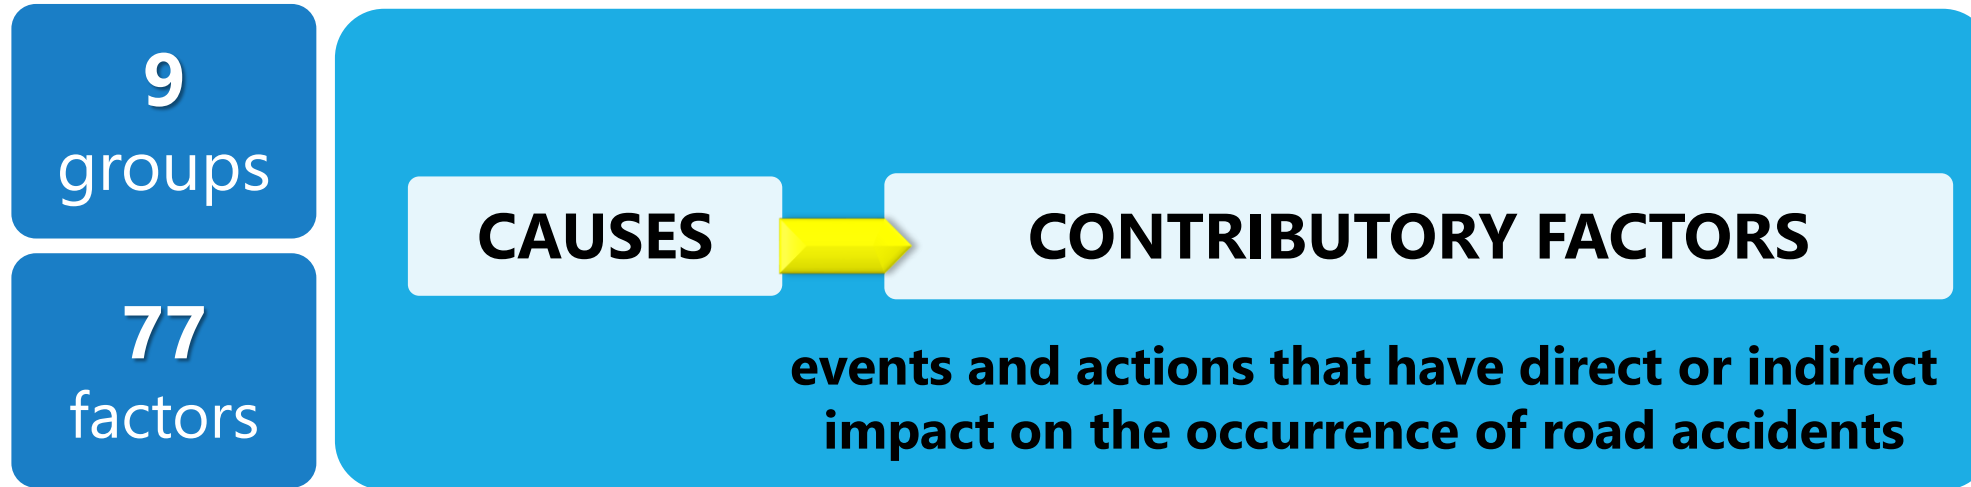 9
groups
77
factors
CAUSES
CONTRIBUTORY FACTORS
events and actions that have direct or indirect
impact on the occurrence of road accidents